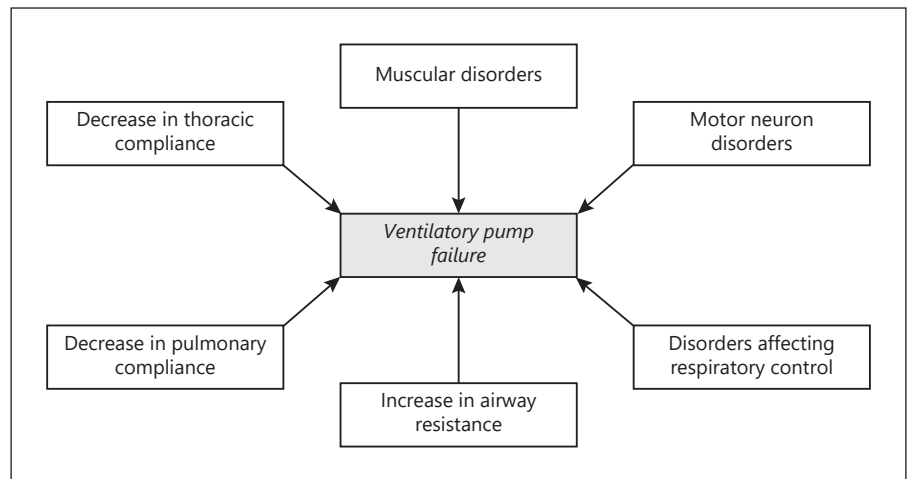 Muscular disorders
Decrease in thoracic
compliance
Motor neuron
disorders
Ventilatory pump
failure
Decrease in pulmonary
compliance
Increase in airway
resistance
Disorders affecting
respiratory control